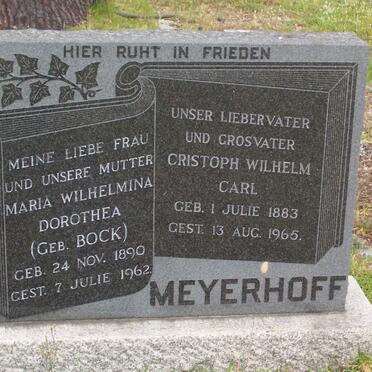 HIER RUHT IN FRIEDEN
MEINE LIEBE FRAU
UND UNSERE MUTTER
MARIA WILHELMINA
DOROTHEA
(GEB. BOCK)
GEB. 24 NOV. 1890
GEST. 7 JULIE 1962
UNSER LIEBERVATER
UND GROSVATER
CRISTOPH WILHELM
CARL
GEB. 1 JULIE 1883
GEST. 13 AUG. 1965.
MEYERHOFF